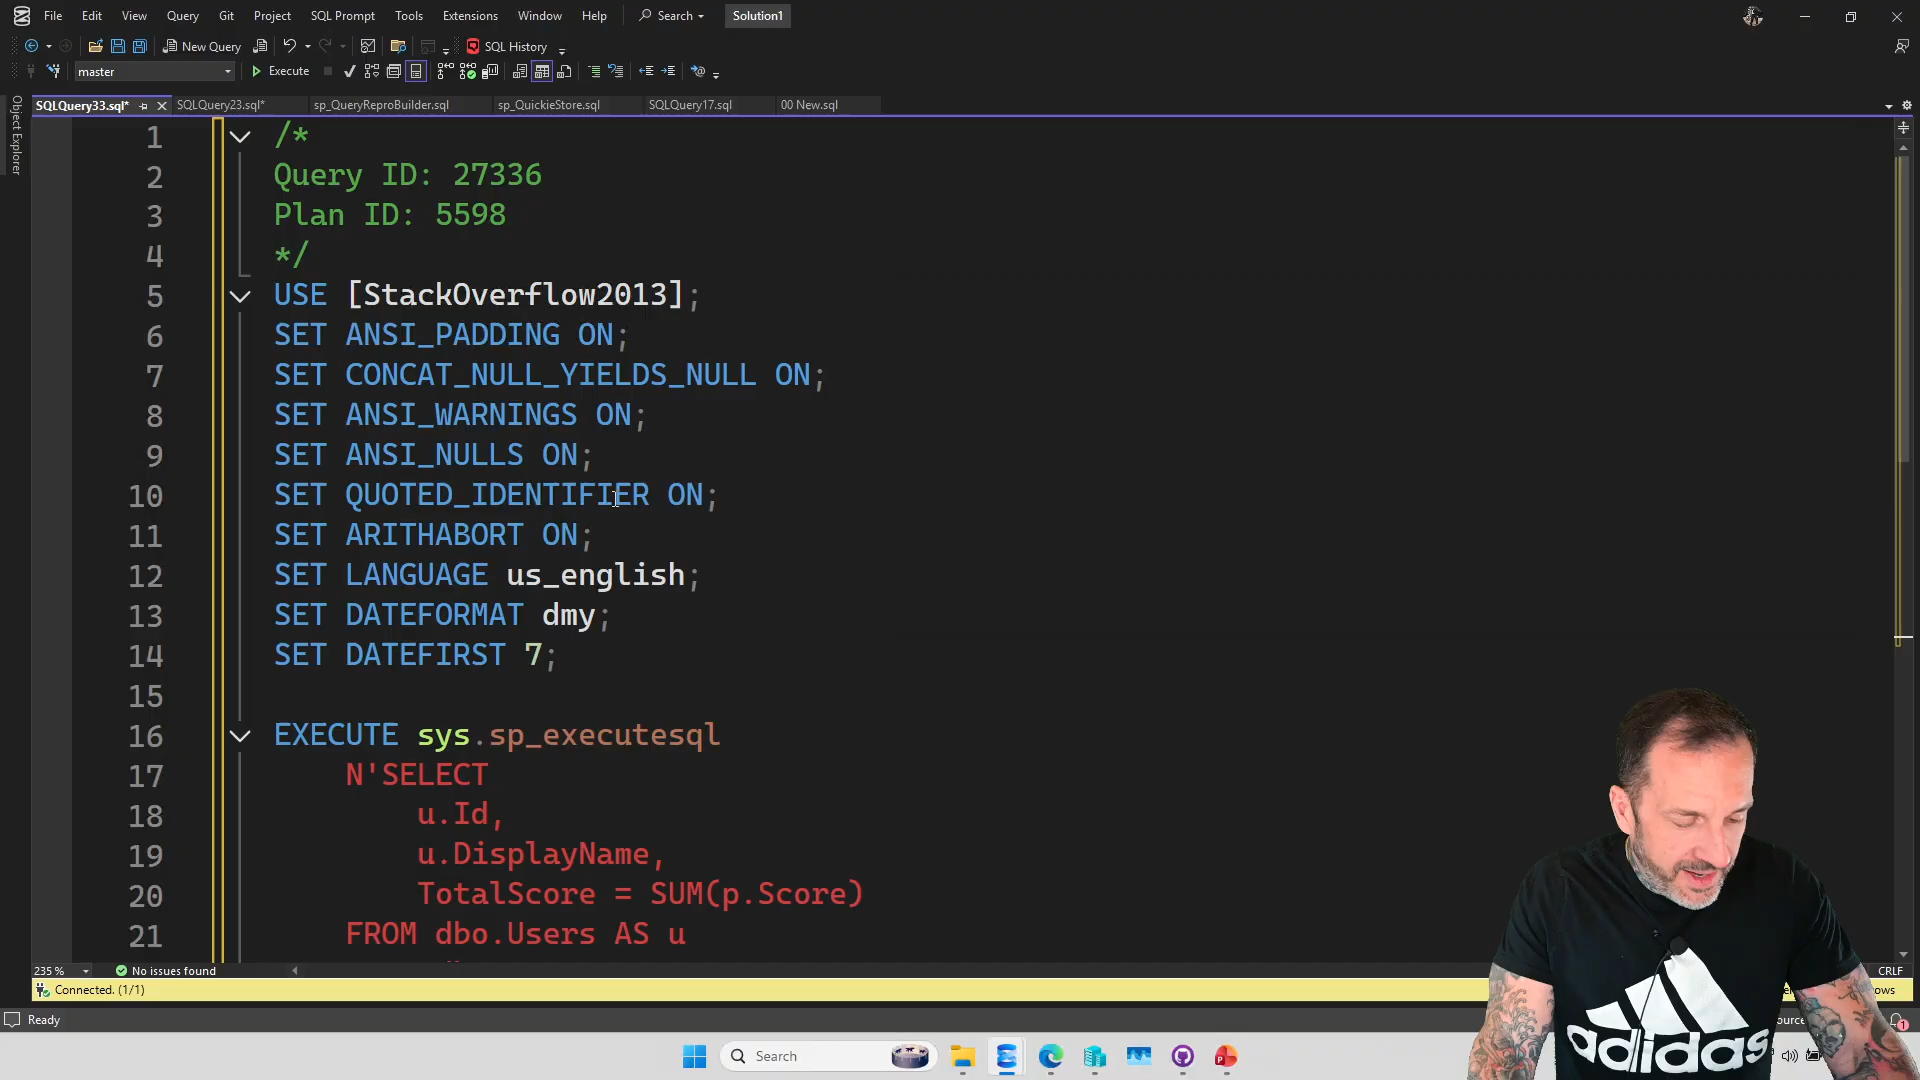 File Edit View Query Git Project SQL Prompt Tools Extensions Window Help Search Solution1
New Query SQL History
master Execute
SQLQuery33.sql* SQLQuery23.sql* sp_QueryReproBuilder.sql sp_QuickieStore.sql SQLQuery17.sql 00 New.sql
Object Explorer
1 /*
2 Query ID: 27336
3 Plan ID: 5598
4 */
5 USE [StackOverflow2013];
6 SET ANSI_PADDING ON;
7 SET CONCAT_NULL_YIELDS_NULL ON;
8 SET ANSI_WARNINGS ON;
9 SET ANSI_NULLS ON;
10 SET QUOTED_IDENTIFIER ON;
11 SET ARITHABORT ON;
12 SET LANGUAGE us_english;
13 SET DATEFORMAT dmy;
14 SET DATEFIRST 7;
15
16 EXECUTE sys.sp_executesql
17 N'SELECT
18 u.Id,
19 u.DisplayName,
20 TotalScore = SUM(p.Score)
21 FROM dbo.Users AS u
235 % No issues found CRLF
Connected. (1/1)
Ready
Search
adidas